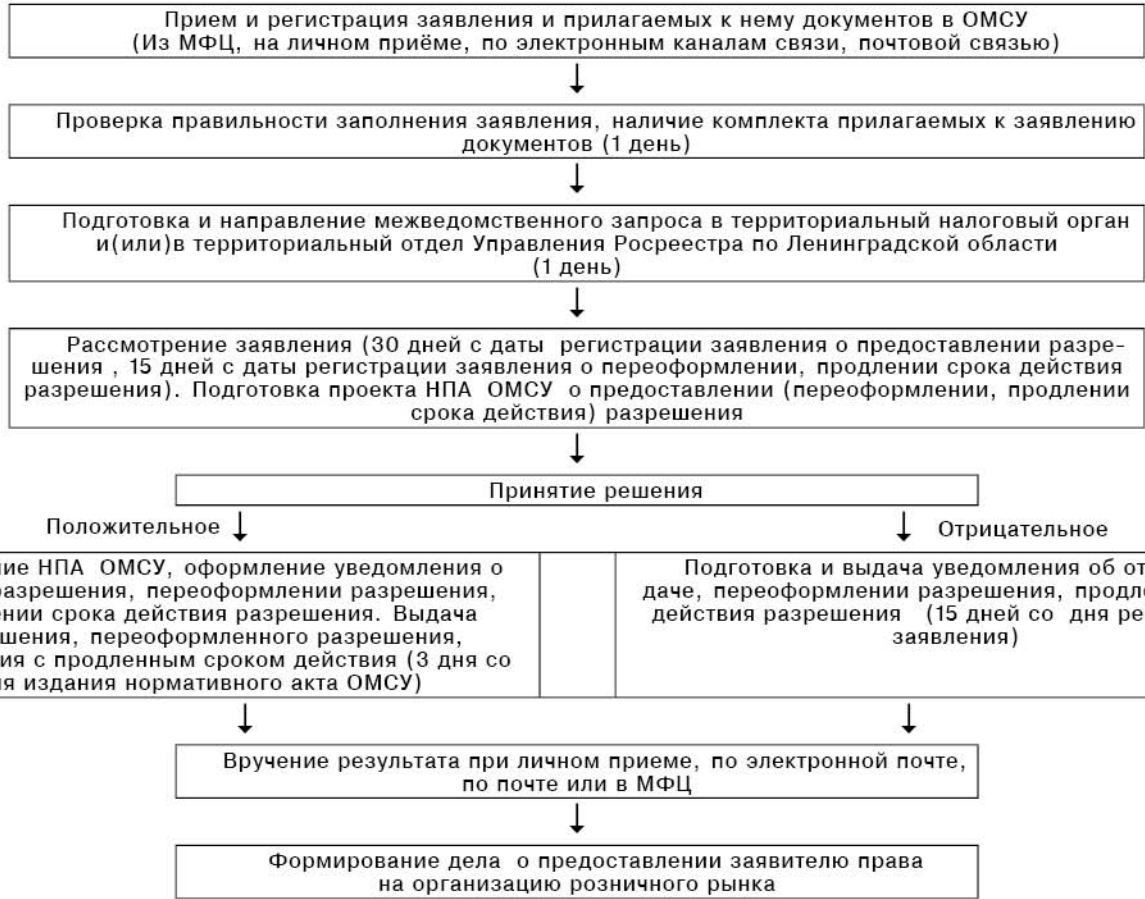 Прием и регистрация заявления и прилагаемых к нему документов в ОМСУ
(Из МФЦ, на личном приёме, по электронным каналам связи, почтовой связью)
Проверка правильности заполнения заявления, наличие комплекта прилагаемых к заявлению
документов (1 день)
Подготовка и направление межведомственного запроса в территориальный налоговый орган
и(или)в территориальный отдел Управления Росреестра по Ленинградской области
(1 день)
Рассмотрение заявления (30 дней с даты регистрации заявления о предоставлении разре-
шения , 15 дней с даты регистрации заявления о переоформлении, продлении срока действия
разрешения). Подготовка проекта НПА ОМСУ о предоставлении (переоформлении, продлении
срока действия) разрешения
Принятие решения
Положительное
Отрицательное
НПА ОМСУ, оформление уведомления о
разрешения, переоформлении разрешения,
срока действия разрешения. Выдача
переоформленного разрешения,
с продленным сроком действия (3 дня со
издания нормативного акта ОМСУ)
Подготовка и выдача уведомления об
даче, переоформлении разрешения,
действия разрешения (15 дней со дня
заявления)
Вручение результата при личном приеме, по электронной почте,
по почте или в МФЦ
Формирование дела о предоставлении заявителю права
на организацию розничного рынка